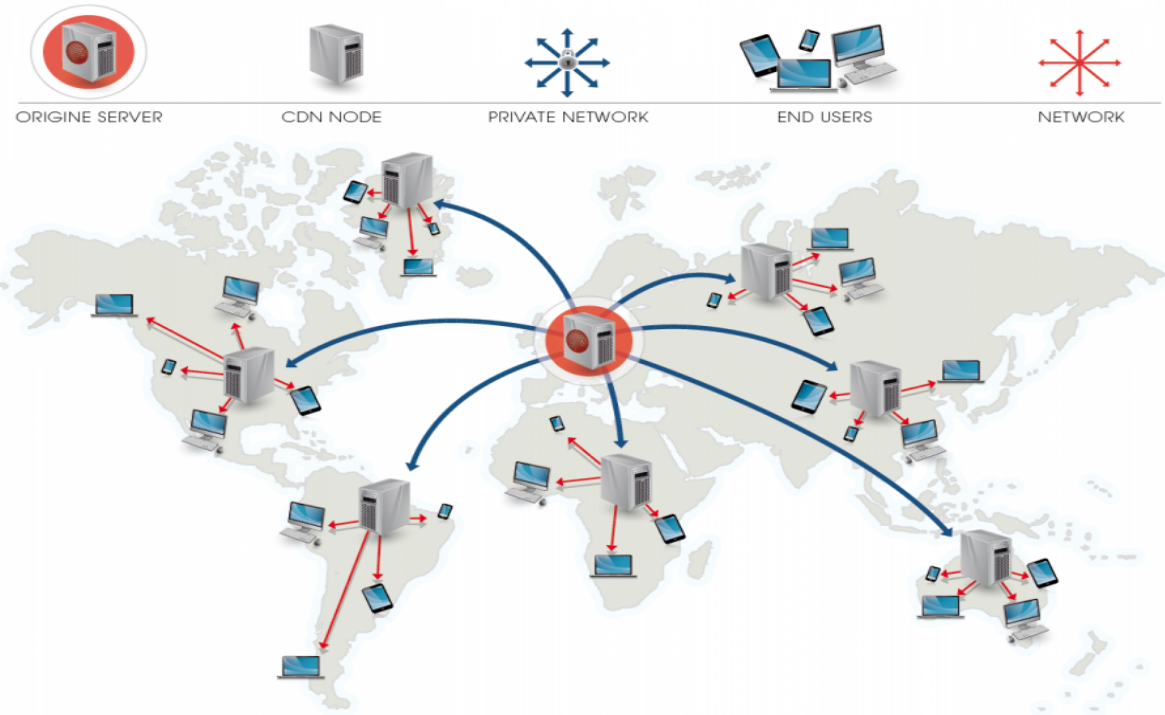 ORIGINE SERVER
CDN NODE
PRIVATE NETWORK
END USERS
NETWORK